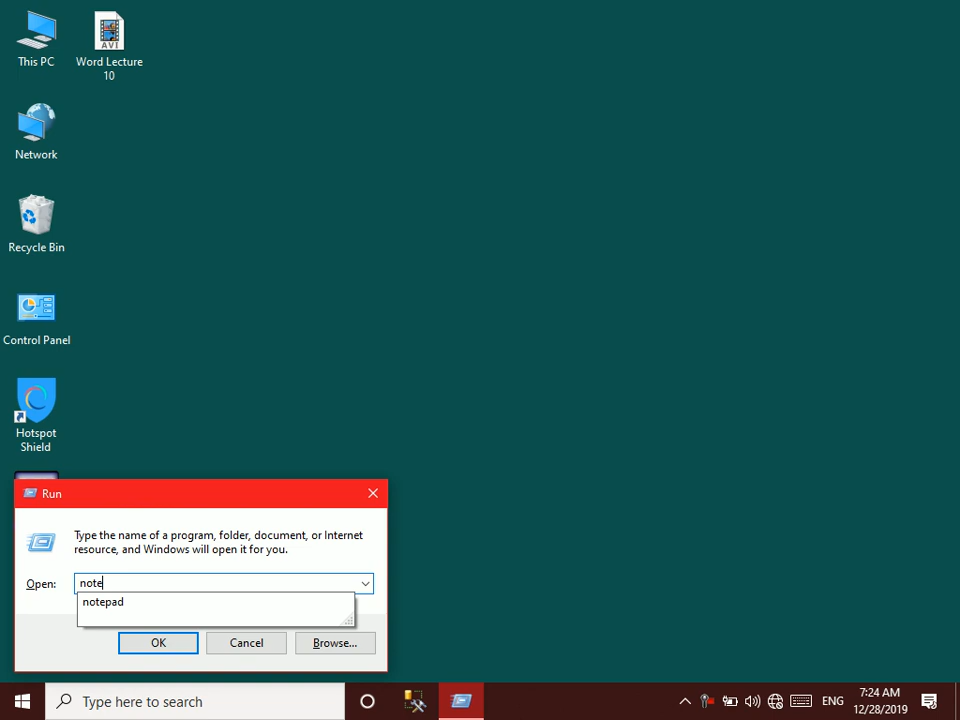 This PC
Word Lecture
10
AVI
Network
Recycle Bin
Control Panel
Hotspot
Shield
Run
Type the name of a program, folder, document, or Internet
resource, and Windows will open it for you.
Open:
note
notepad
OK
Cancel
Browse...
Type here to search
ENG
7:24 AM
12/28/2019